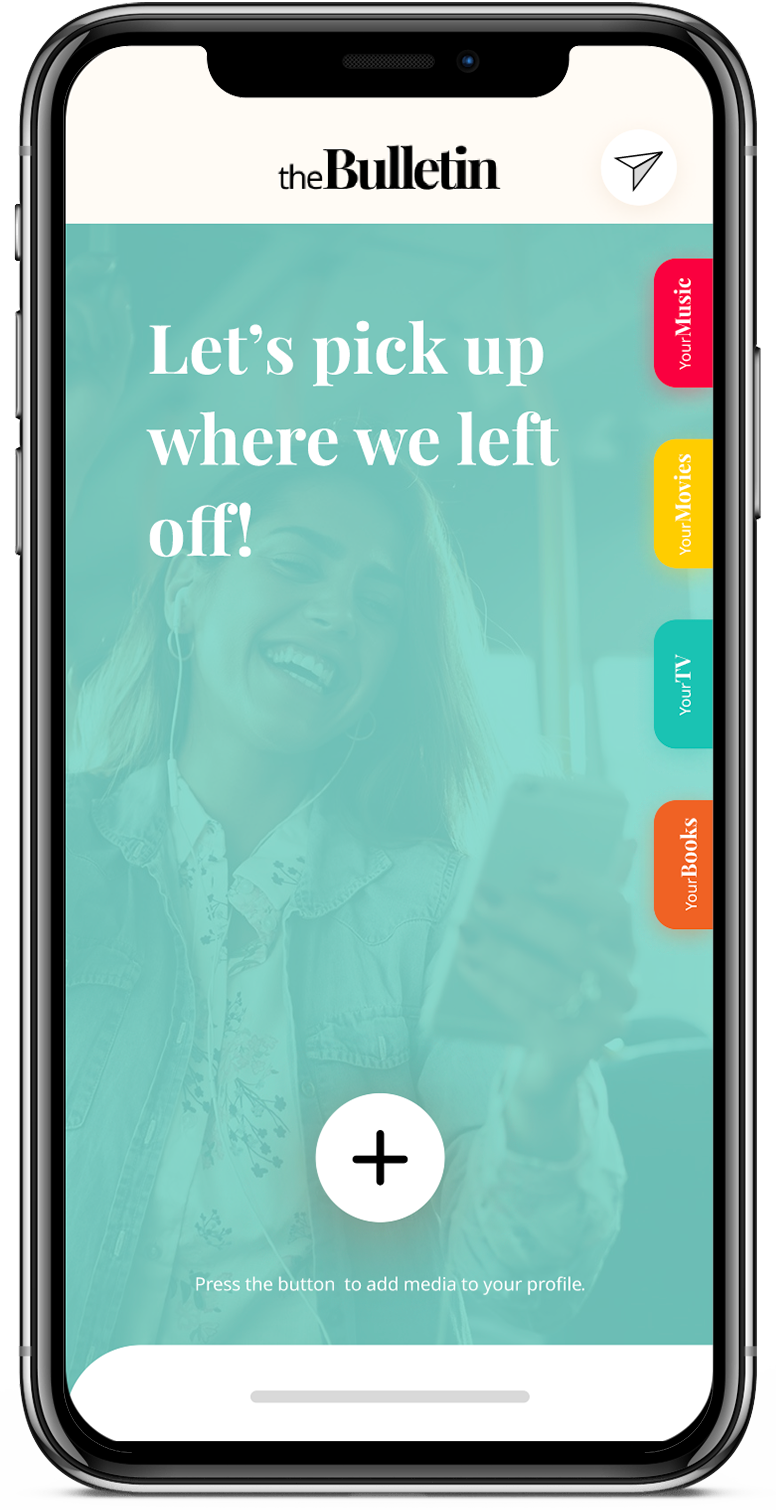 theBulletin
Let’s pick up
where we left
off!
YourMusic
YourMovies
YourTV
YourBooks
Press the button  to add media to your profile.